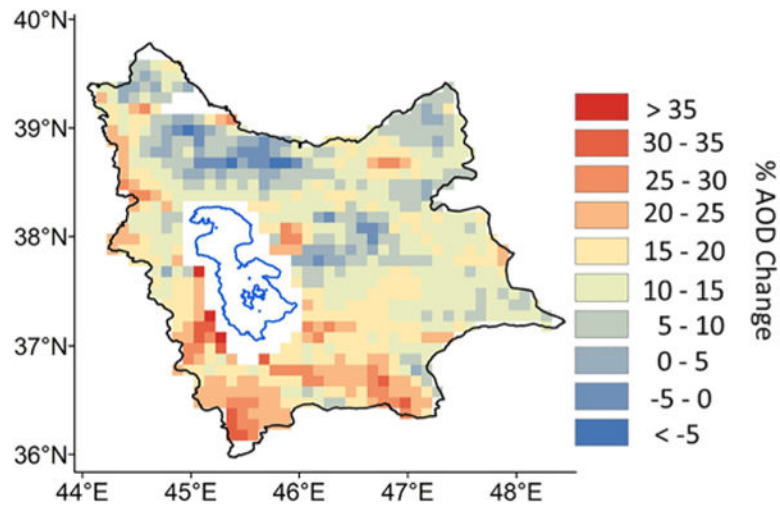 40°N
39°N
38°N
37°N
36°N
44°E 45°E 46°E 47°E 48°E
> 35
30 - 35
25 - 30
20 - 25
15 - 20
10 - 15
5 - 10
0 - 5
-5 - 0
< -5
% AOD Change